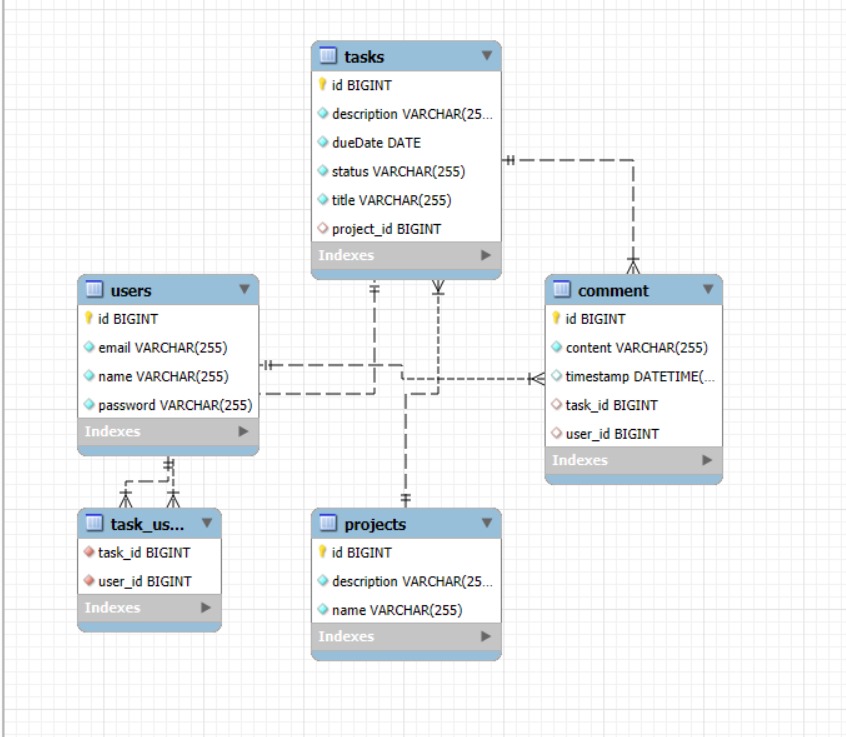 tasks
id BIGINT
description VARCHAR(25...
dueDate DATE
status VARCHAR(255)
title VARCHAR(255)
project_id BIGINT
Indexes
users
id BIGINT
email VARCHAR(255)
name VARCHAR(255)
password VARCHAR(255)
Indexes
comment
id BIGINT
content VARCHAR(255)
timestamp DATETIME(...
task_id BIGINT
user_id BIGINT
Indexes
task_us...
task_id BIGINT
user_id BIGINT
Indexes
projects
id BIGINT
description VARCHAR(25...
name VARCHAR(255)
Indexes